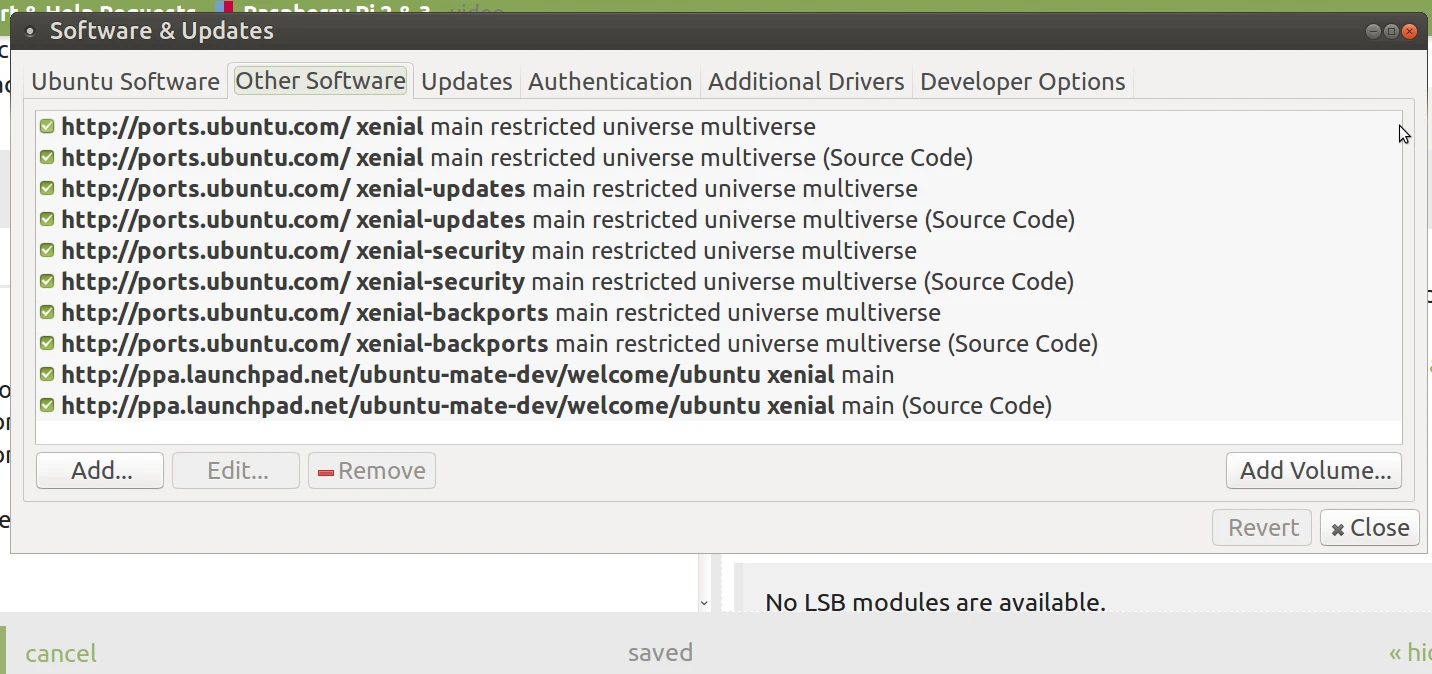 Software & Updates
Ubuntu Software
Other Software
Updates
Authentication
Additional Drivers
Developer Options
http://ports.ubuntu.com/ xenial main restricted universe multiverse
http://ports.ubuntu.com/ xenial main restricted universe multiverse (Source Code)
http://ports.ubuntu.com/ xenial-updates main restricted universe multiverse
http://ports.ubuntu.com/ xenial-updates main restricted universe multiverse (Source Code)
http://ports.ubuntu.com/ xenial-security main restricted universe multiverse
http://ports.ubuntu.com/ xenial-security main restricted universe multiverse (Source Code)
http://ports.ubuntu.com/ xenial-backports main restricted universe multiverse
http://ports.ubuntu.com/ xenial-backports main restricted universe multiverse (Source Code)
http://ppa.launchpad.net/ubuntu-mate-dev/welcome/ubuntu xenial main
http://ppa.launchpad.net/ubuntu-mate-dev/welcome/ubuntu xenial main (Source Code)
Add...
Edit...
Remove
Add Volume...
Revert
Close
No LSB modules are available.
cancel
saved